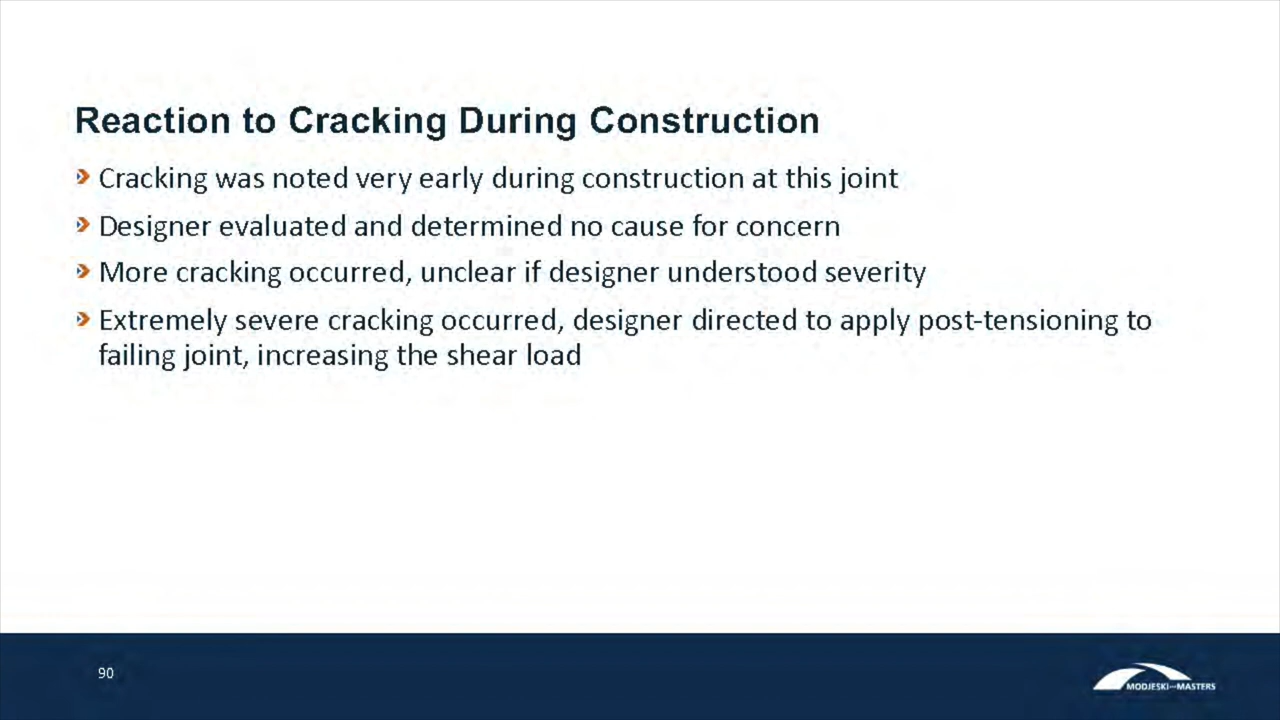 Reaction to Cracking During Construction
Cracking was noted very early during construction at this joint
Designer evaluated and determined no cause for concern
More cracking occurred, unclear if designer understood severity
Extremely severe cracking occurred, designer directed to apply post-tensioning to
failing joint, increasing the shear load
90
MODJESKI and MASTERS